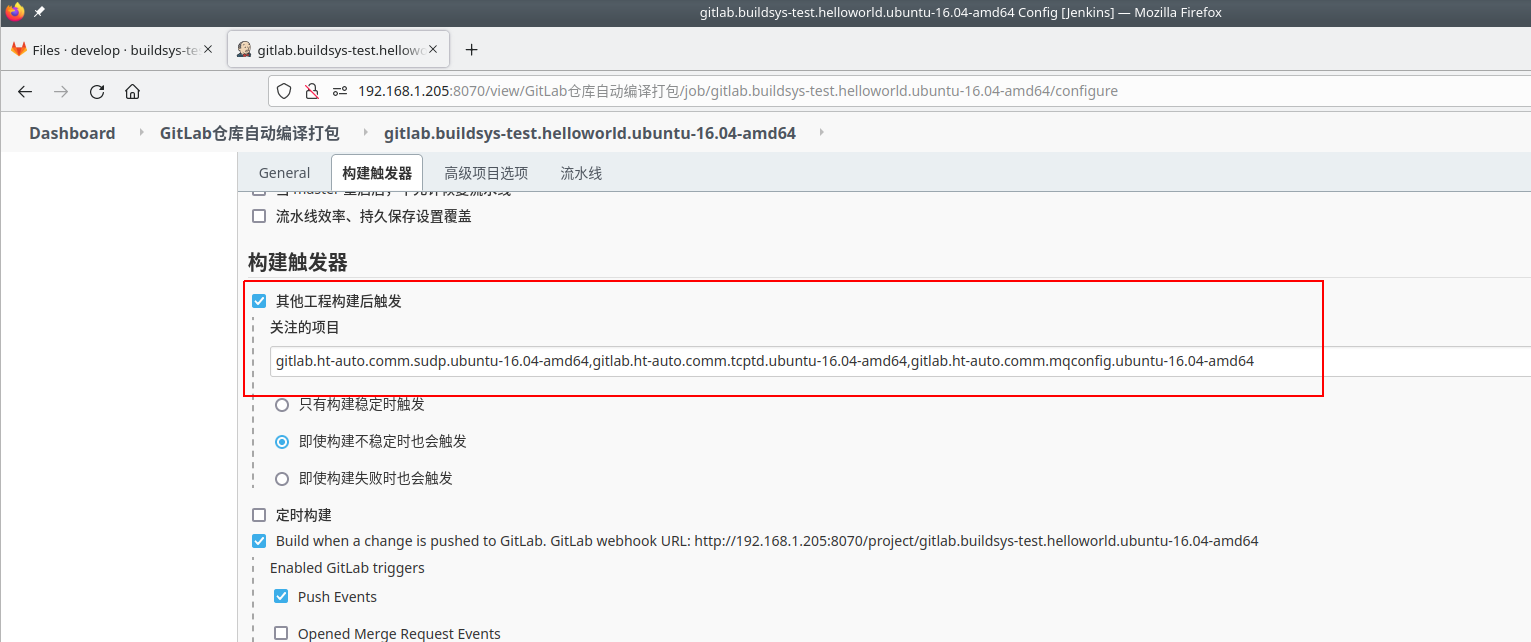 gitlab.buildsys-test.helloworld.ubuntu-16.04-amd64 Config [Jenkins] — Mozilla Firefox
Files · develop · buildsys-te
gitlab.buildsys-test.hellow
192.168.1.205:8070/view/GitLab仓库自动编译打包/job/gitlab.buildsys-test.helloworld.ubuntu-16.04-amd64/configure
Dashboard GitLab仓库自动编译打包 gitlab.buildsys-test.helloworld.ubuntu-16.04-amd64
General 构建触发器 高级项目选项 流水线
流水线效率、持久保存设置覆盖
构建触发器
其他工程构建后触发
关注的项目
gitlab.ht-auto.comm.sudp.ubuntu-16.04-amd64,gitlab.ht-auto.comm.tcptd.ubuntu-16.04-amd64,gitlab.ht-auto.comm.mqconfig.ubuntu-16.04-amd64
只有构建稳定时触发
即使构建不稳定时也会触发
即使构建失败时也会触发
定时构建
Build when a change is pushed to GitLab. GitLab webhook URL: http://192.168.1.205:8070/project/gitlab.buildsys-test.helloworld.ubuntu-16.04-amd64
Enabled GitLab triggers
Push Events
Opened Merge Request Events